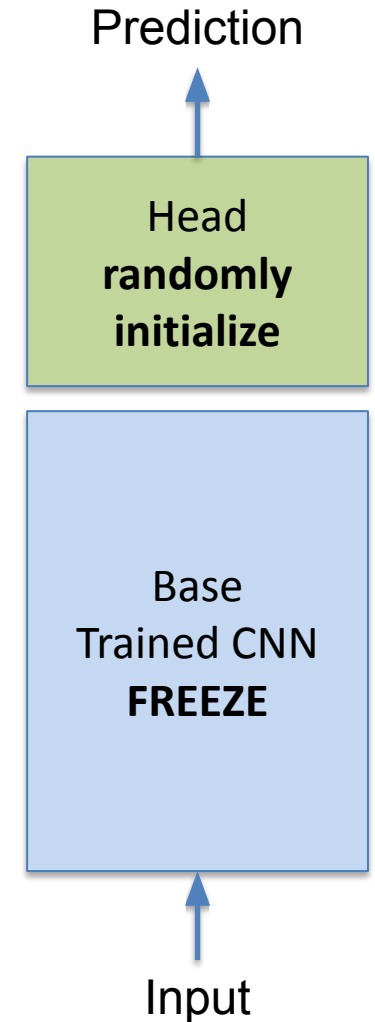 Prediction
Head
randomly
initialize
Base
Trained CNN
FREEZE
Input